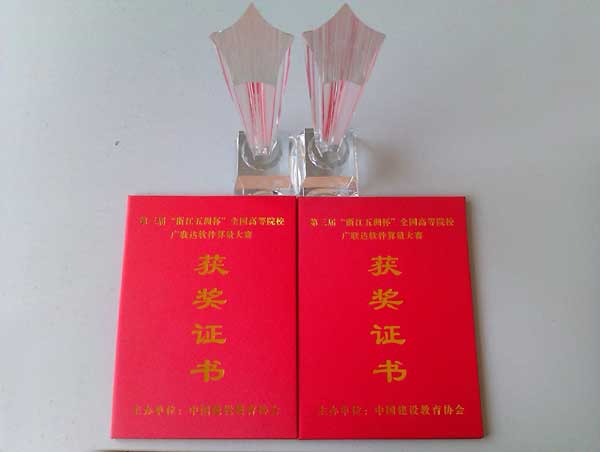 第三届“浙江五洲杯”全国高等院校
广联达软件算量大赛
获奖证书
主办单位：中国建设教育协会
第三届“浙江五洲杯”全国高等院校
广联达软件算量大赛
获奖证书
主办单位：中国建设教育协会